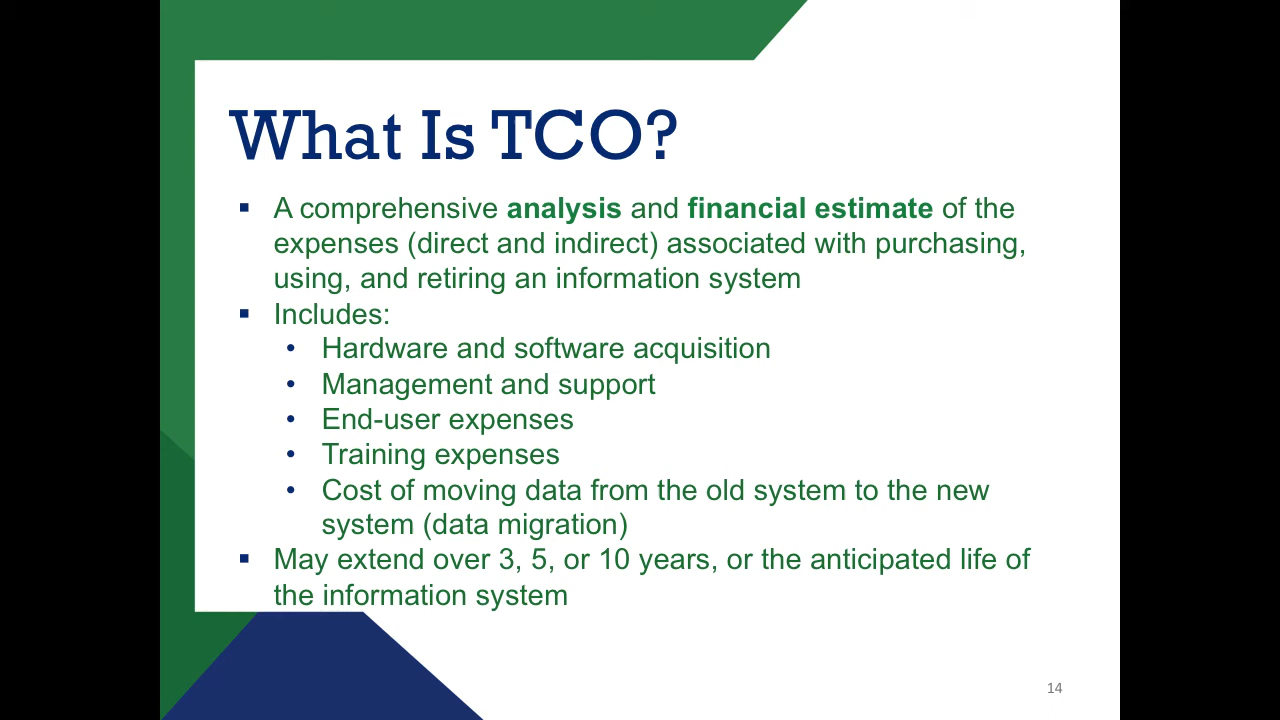 What Is TCO?
▪ A comprehensive analysis and financial estimate of the
expenses (direct and indirect) associated with purchasing,
using, and retiring an information system
▪ Includes:
• Hardware and software acquisition
• Management and support
• End-user expenses
• Training expenses
• Cost of moving data from the old system to the new
system (data migration)
▪ May extend over 3, 5, or 10 years, or the anticipated life of
the information system
14